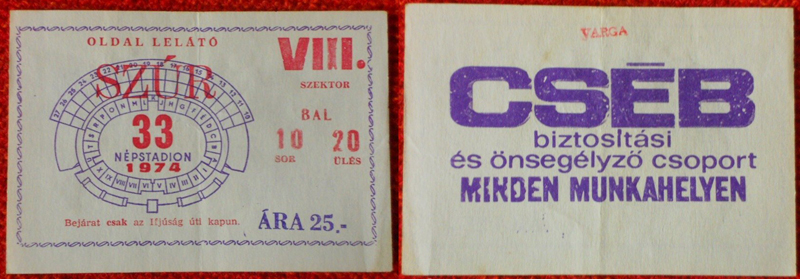 OLDAL LELÁTÓ
SZÚR
VIII.
SZEKTOR
33
NÉPSTADION
1974
BAL
10 20
SOR ÜLÉS
Bejárat csak az Ifjúság úti kapun.
ÁRA 25.-
VARGA
CSÉB
biztosítási
és önsegélyző csoport
MINDEN MUNKAHELYEN